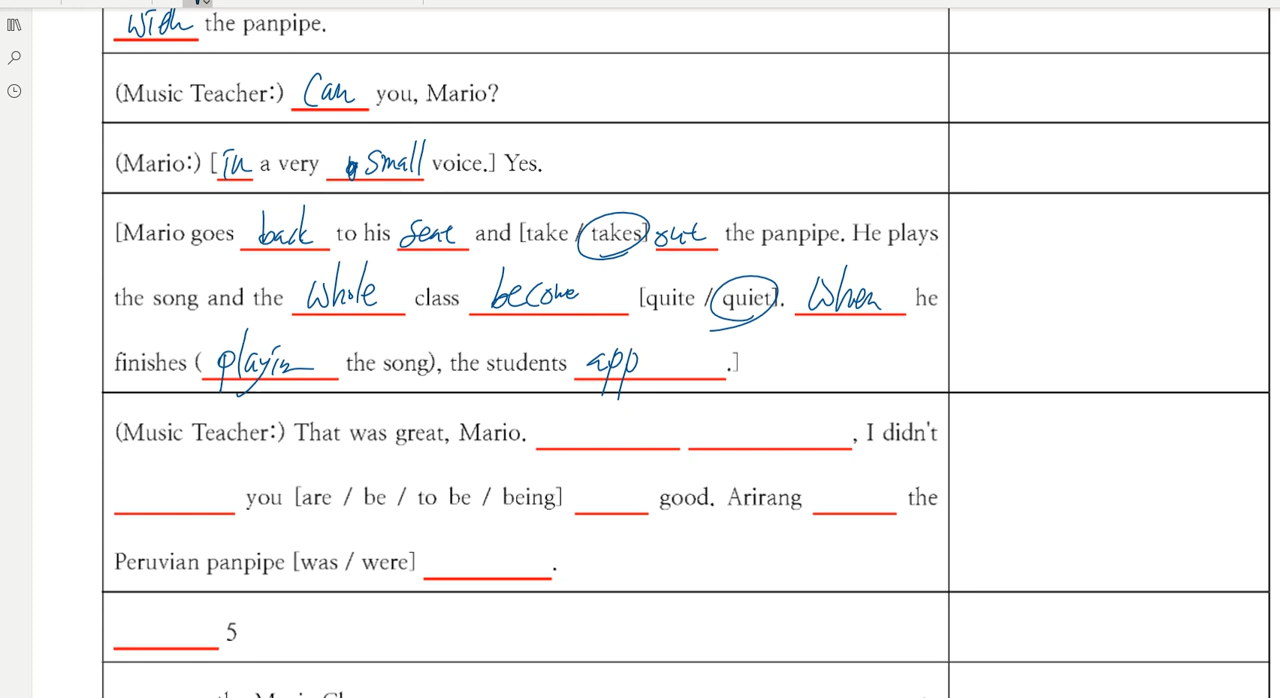 with the panpipe.
(Music Teacher:) Can you, Mario?
(Mario:) [in a very small voice.] Yes.
[Mario goes back to his seat and [take / takes] out the panpipe. He plays
the song and the whole class become [quite / quiet]. When he
finishes ( playin the song), the students app .]
(Music Teacher:) That was great, Mario. , I didn't
you [are / be / to be / being] good. Arirang the
Peruvian panpipe [was / were] .
5